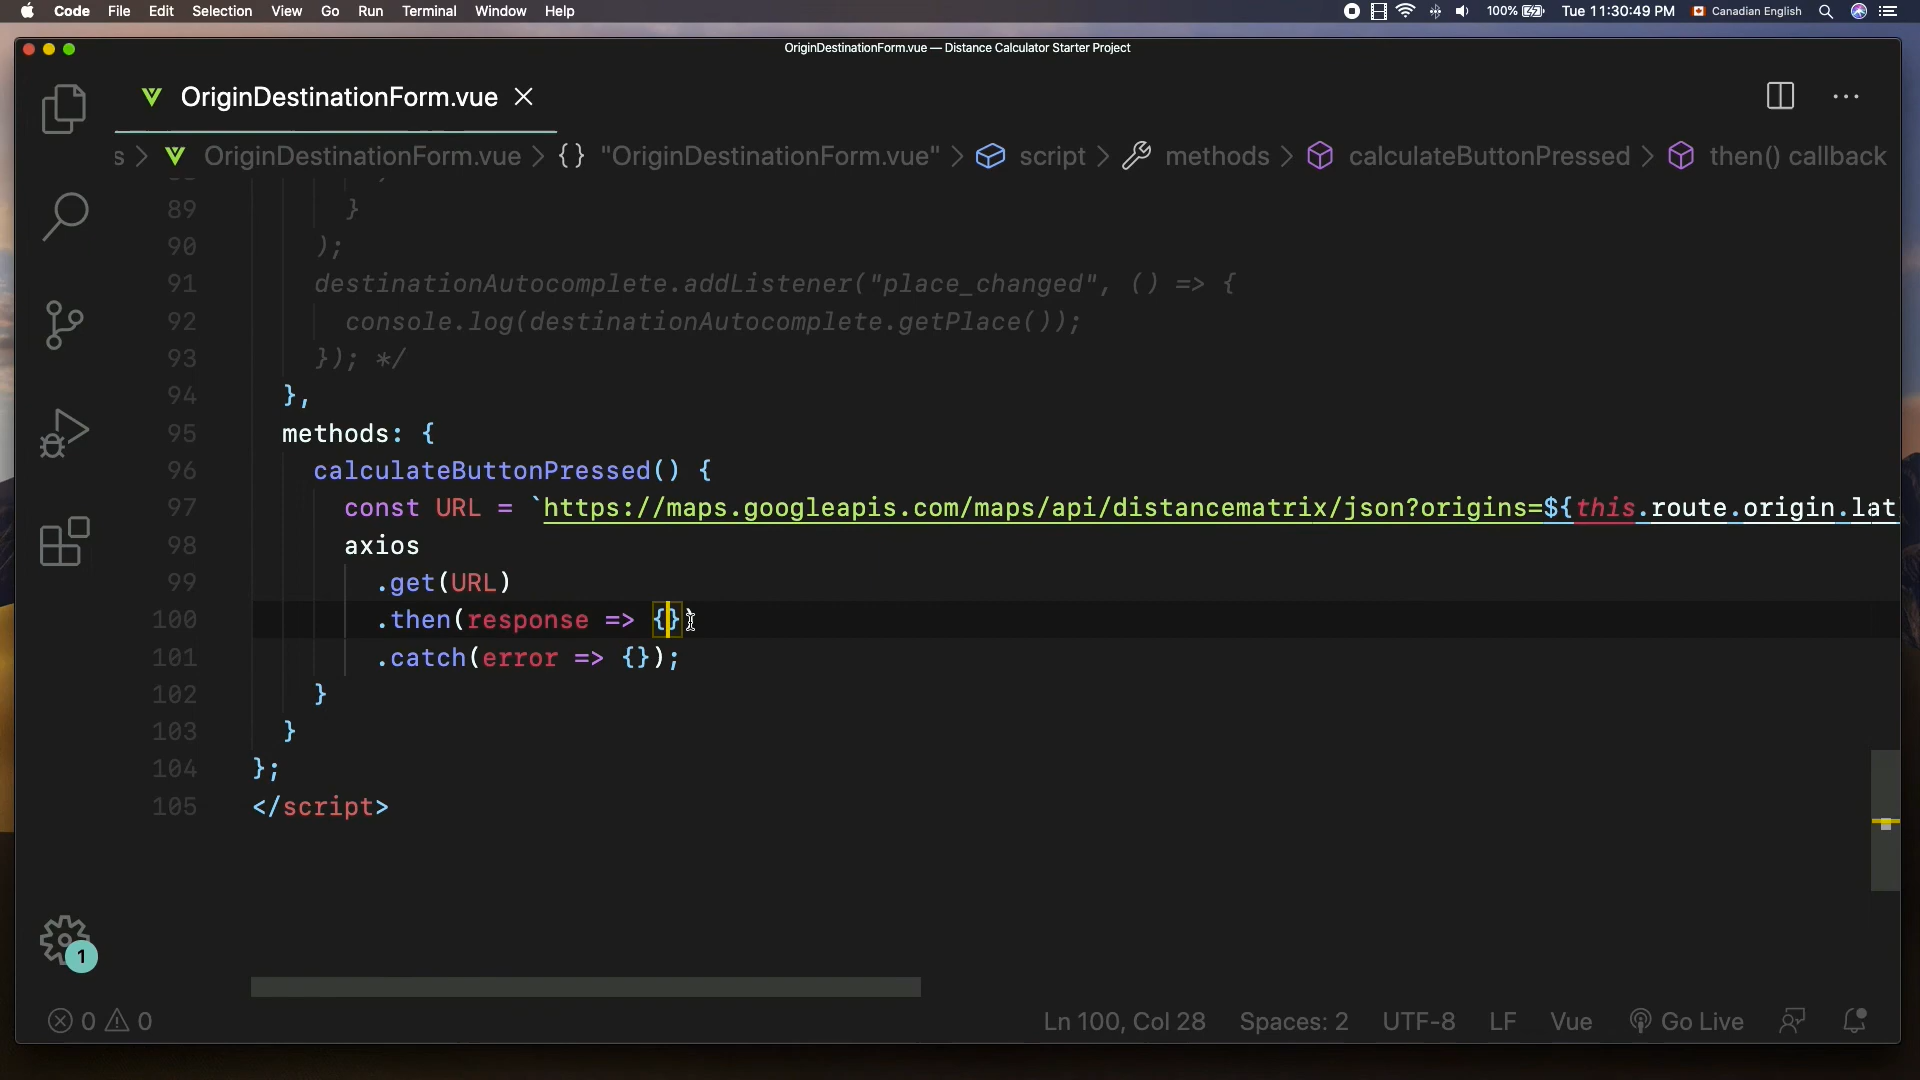 Code File Edit Selection View Go Run Terminal Window Help 100% Tue 11:30:49 PM Canadian English
OriginDestinationForm.vue — Distance Calculator Starter Project
OriginDestinationForm.vue
s > OriginDestinationForm.vue > {} "OriginDestinationForm.vue" > script > methods > calculateButtonPressed > then() callback
89 }
90 );
91 destinationAutocomplete.addListener("place_changed", () => {
92 console.log(destinationAutocomplete.getPlace());
93 }); */
94 },
95 methods: {
96 calculateButtonPressed() {
97 const URL = `https://maps.googleapis.com/maps/api/distancematrix/json?origins=${this.route.origin.lat
98 axios
99 .get(URL)
100 .then(response => {})
101 .catch(error => {});
102 }
103 }
104 };
105 </script>
1
0 0 Ln 100, Col 28 Spaces: 2 UTF-8 LF Vue Go Live